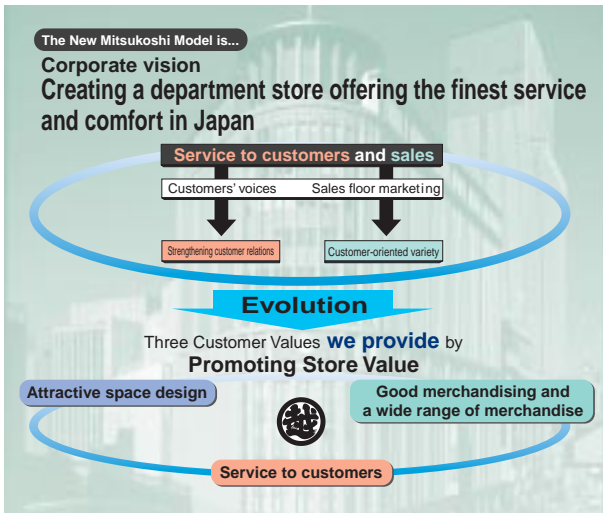 The New Mitsukoshi Model is...
Corporate vision
Creating a department store offering the finest service
and comfort in Japan
Service to customers and sales
Customers' voices
Sales floor marketing
Strengthening customer relations
Customer-oriented variety
Evolution
Three Customer Values we provide by
Promoting Store Value
Attractive space design
Good merchandising and
a wide range of merchandise
越
Service to customers